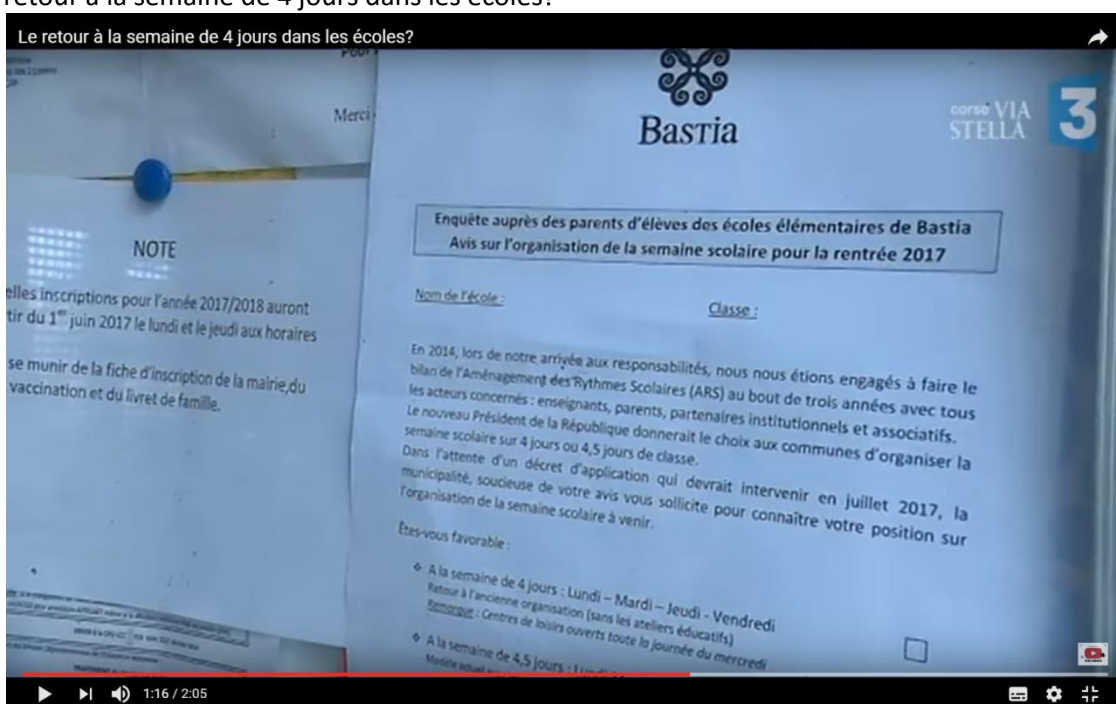 retour à la semaine de 4 jours dans les écoles?
Le retour à la semaine de 4 jours dans les écoles?
corse VIA
STELLA
3
Merci
NOTE
elles inscriptions pour l'année 2017/2018 auront
tir du 1er juin 2017 le lundi et le jeudi aux horaires
se munir de la fiche d'inscription de la mairie,du
vaccination et du livret de famille.
Bastia
Enquête auprès des parents d'élèves des écoles élémentaires de Bastia
Avis sur l'organisation de la semaine scolaire pour la rentrée 2017
Nom de l'école :
Classe :
En 2014, lors de notre arrivée aux responsabilités, nous nous étions engagés à faire le
bilan de l'Aménagement des Rythmes Scolaires (ARS) au bout de trois années avec tous
les acteurs concernés : enseignants, parents, partenaires institutionnels et associatifs.
Le nouveau Président de la République donnerait le choix aux communes d'organiser la
semaine scolaire sur 4 jours ou 4,5 jours de classe.
Dans l'attente d'un décret d'application qui devrait intervenir en juillet 2017, la
municipalité, soucieuse de votre avis vous sollicite pour connaître votre position sur
l'organisation de la semaine scolaire à venir.
Êtes-vous favorable :
A la semaine de 4 jours : Lundi – Mardi – Jeudi - Vendredi
Retour à l'ancienne organisation (sans les ateliers éducatifs)
Remarque : Centres de loisirs ouverts toute la journée du mercredi
A la semaine de 4,5 jours :
1:16 / 2:05